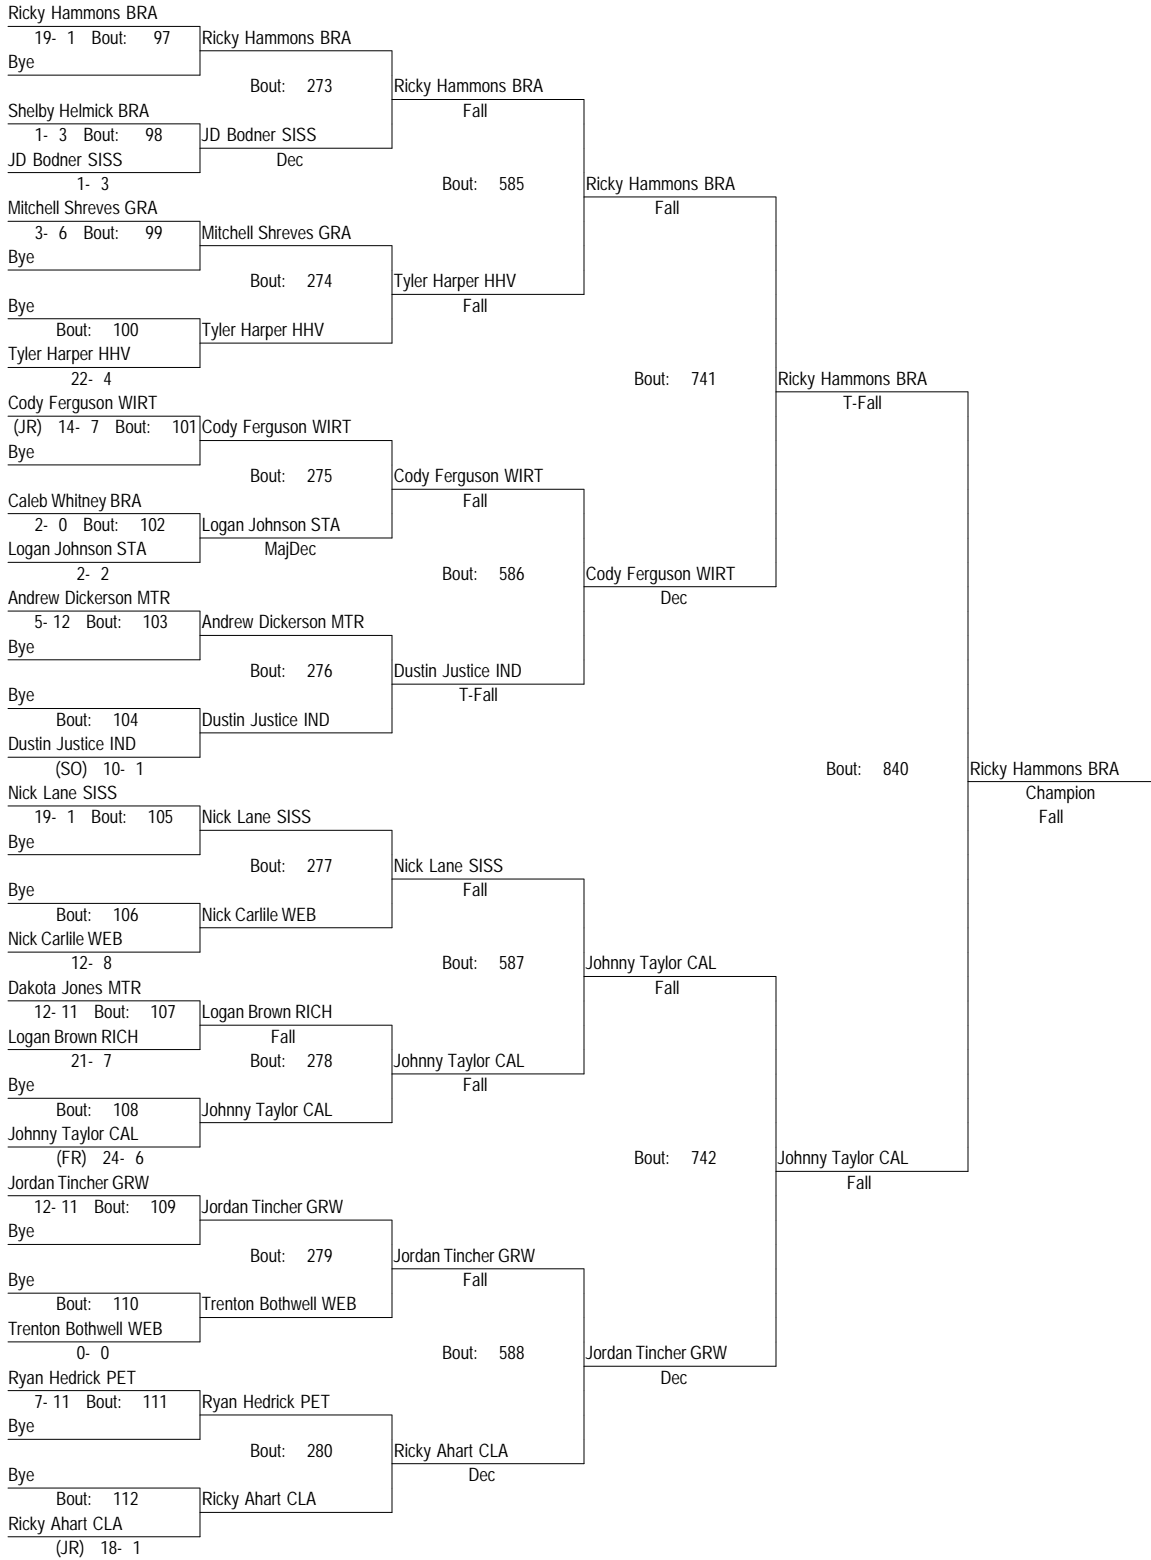 Ricky Hammons BRA
19- 1 Bout: 97 Ricky Hammons BRA
Bye
Bout: 273 Ricky Hammons BRA
Shelby Helmick BRA Fall
1- 3 Bout: 98 JD Bodner SISS
JD Bodner SISS Dec
1- 3 Bout: 585 Ricky Hammons BRA
Mitchell Shreves GRA Fall
3- 6 Bout: 99 Mitchell Shreves GRA
Bye
Bout: 274 Tyler Harper HHV
Bye Fall
Bout: 100 Tyler Harper HHV
Tyler Harper HHV
22- 4 Bout: 741 Ricky Hammons BRA
Cody Ferguson WIRT T-Fall
(JR) 14- 7 Bout: 101 Cody Ferguson WIRT
Bye
Bout: 275 Cody Ferguson WIRT
Caleb Whitney BRA Fall
2- 0 Bout: 102 Logan Johnson STA
Logan Johnson STA MajDec
2- 2 Bout: 586 Cody Ferguson WIRT
Andrew Dickerson MTR Dec
5- 12 Bout: 103 Andrew Dickerson MTR
Bye
Bout: 276 Dustin Justice IND
Bye T-Fall
Bout: 104 Dustin Justice IND
Dustin Justice IND
(SO) 10- 1 Bout: 840 Ricky Hammons BRA
Nick Lane SISS Champion
19- 1 Bout: 105 Nick Lane SISS Fall
Bye
Bout: 277 Nick Lane SISS
Bye Fall
Bout: 106 Nick Carlile WEB
Nick Carlile WEB
12- 8 Bout: 587 Johnny Taylor CAL
Dakota Jones MTR Fall
12- 11 Bout: 107 Logan Brown RICH
Logan Brown RICH Fall
21- 7 Bout: 278 Johnny Taylor CAL
Bye Fall
Bout: 108 Johnny Taylor CAL
Johnny Taylor CAL
(FR) 24- 6 Bout: 742 Johnny Taylor CAL
Jordan Tincher GRW Fall
12- 11 Bout: 109 Jordan Tincher GRW
Bye
Bout: 279 Jordan Tincher GRW
Bye Fall
Bout: 110 Trenton Bothwell WEB
Trenton Bothwell WEB
0- 0 Bout: 588 Jordan Tincher GRW
Ryan Hedrick PET Dec
7- 11 Bout: 111 Ryan Hedrick PET
Bye
Bout: 280 Ricky Ahart CLA
Bye Dec
Bout: 112 Ricky Ahart CLA
Ricky Ahart CLA
(JR) 18- 1